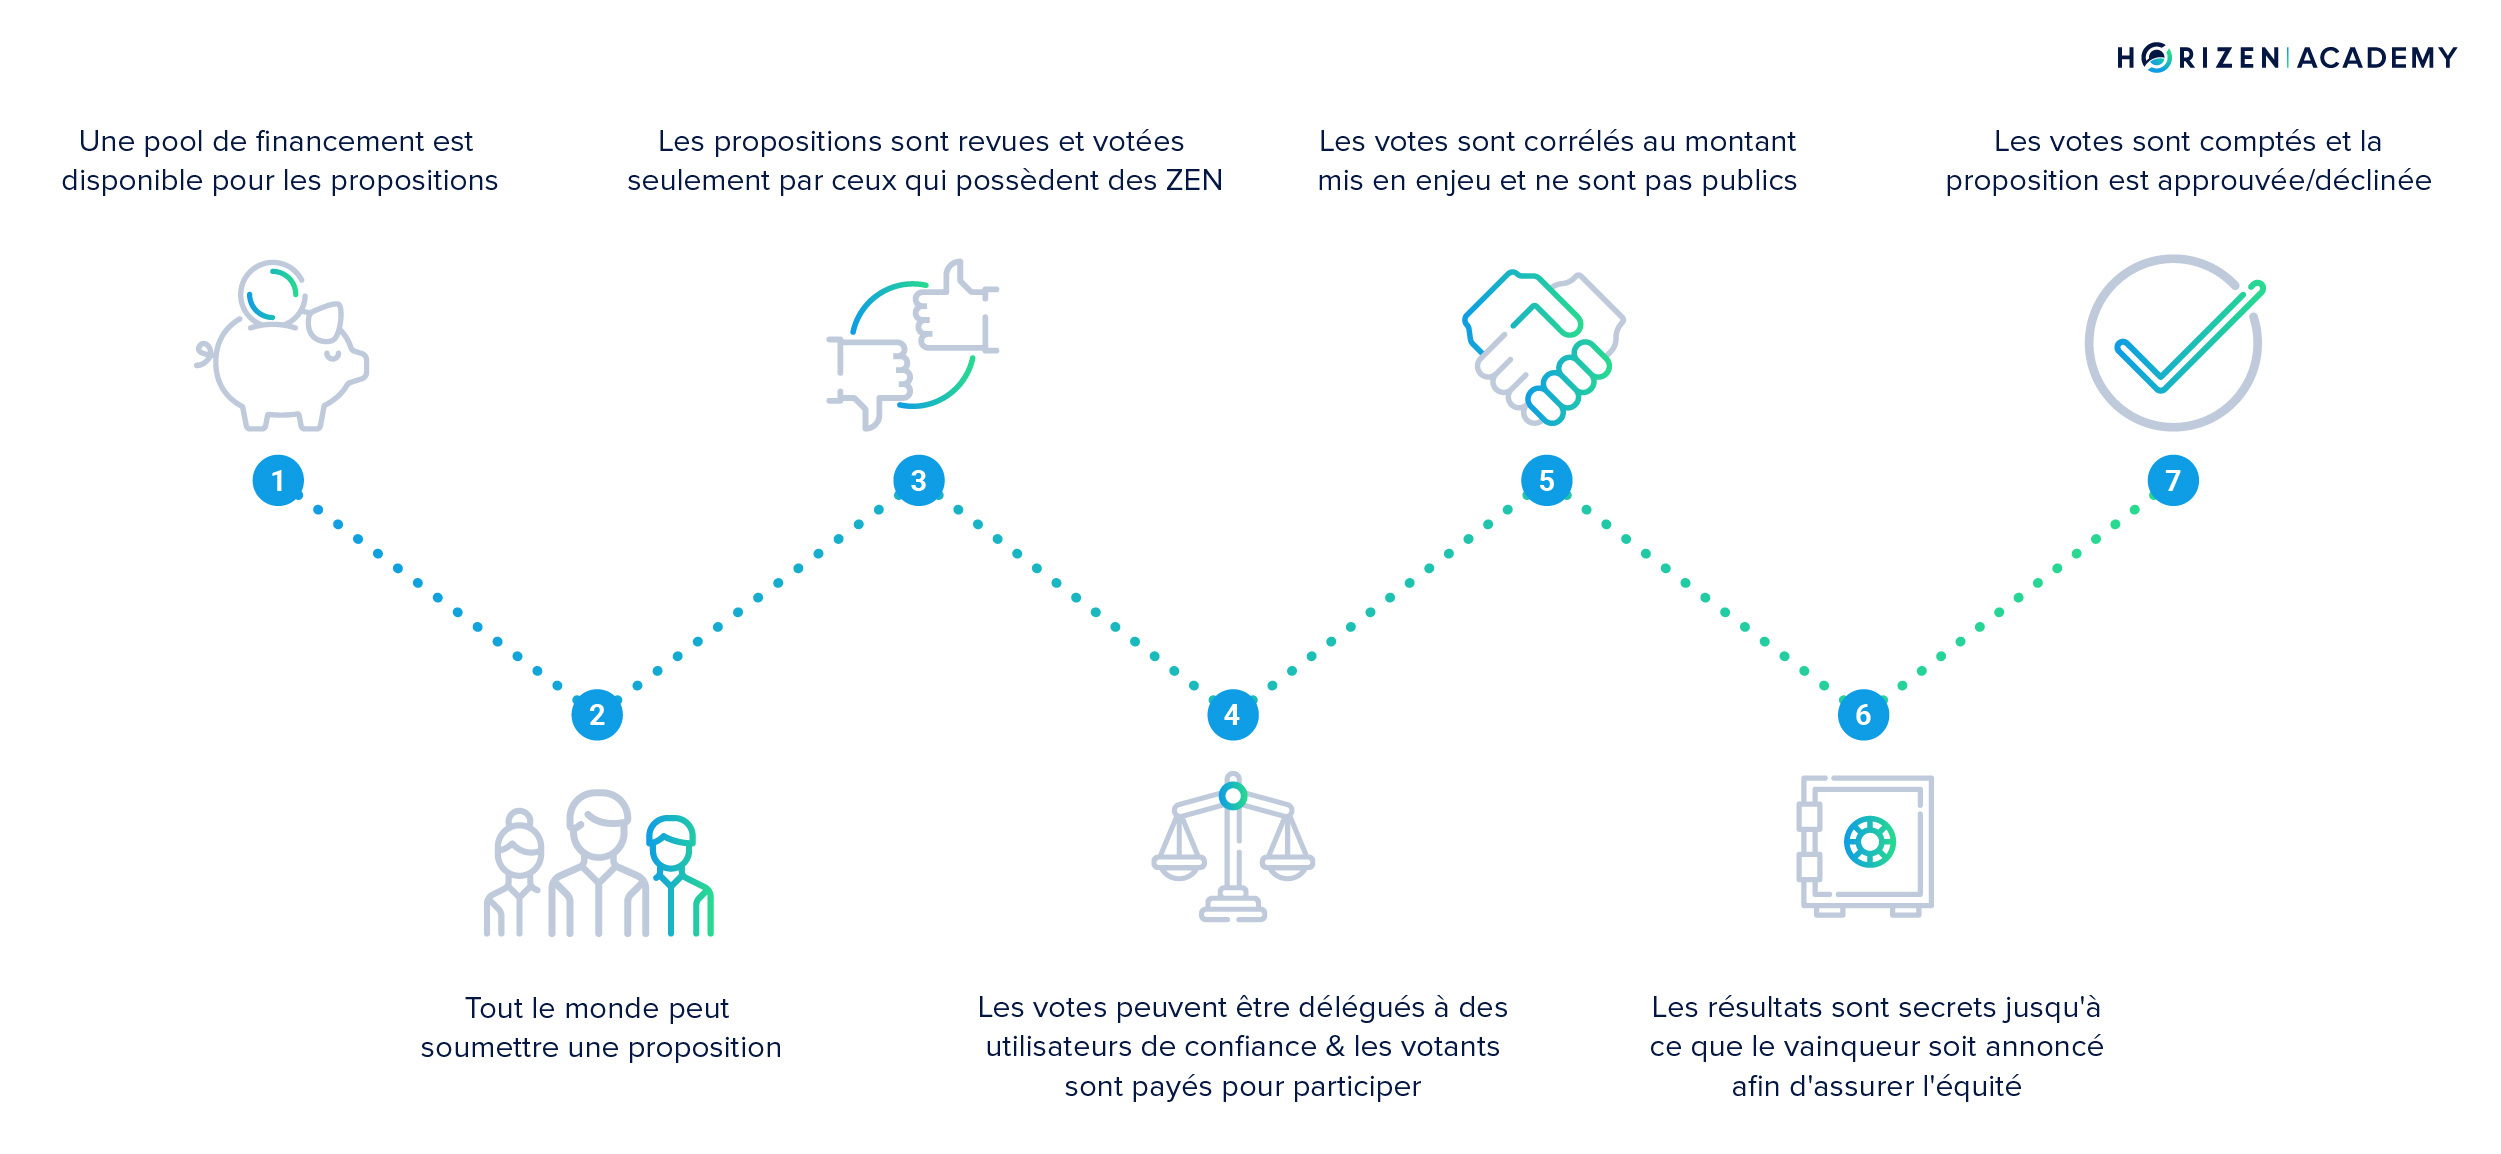 HORIZEN | ACADEMY
Une pool de financement est
disponible pour les propositions
Les propositions sont revues et votées
seulement par ceux qui possèdent des ZEN
Les votes sont corrélés au montant
mis en enjeu et ne sont pas publics
Les votes sont comptés et la
proposition est approuvée/déclinée
1
3
5
7
2
4
6
Tout le monde peut
soumettre une proposition
Les votes peuvent être délégués à des
utilisateurs de confiance & les votants
sont payés pour participer
Les résultats sont secrets jusqu'à
ce que le vainqueur soit annoncé
afin d'assurer l'équité